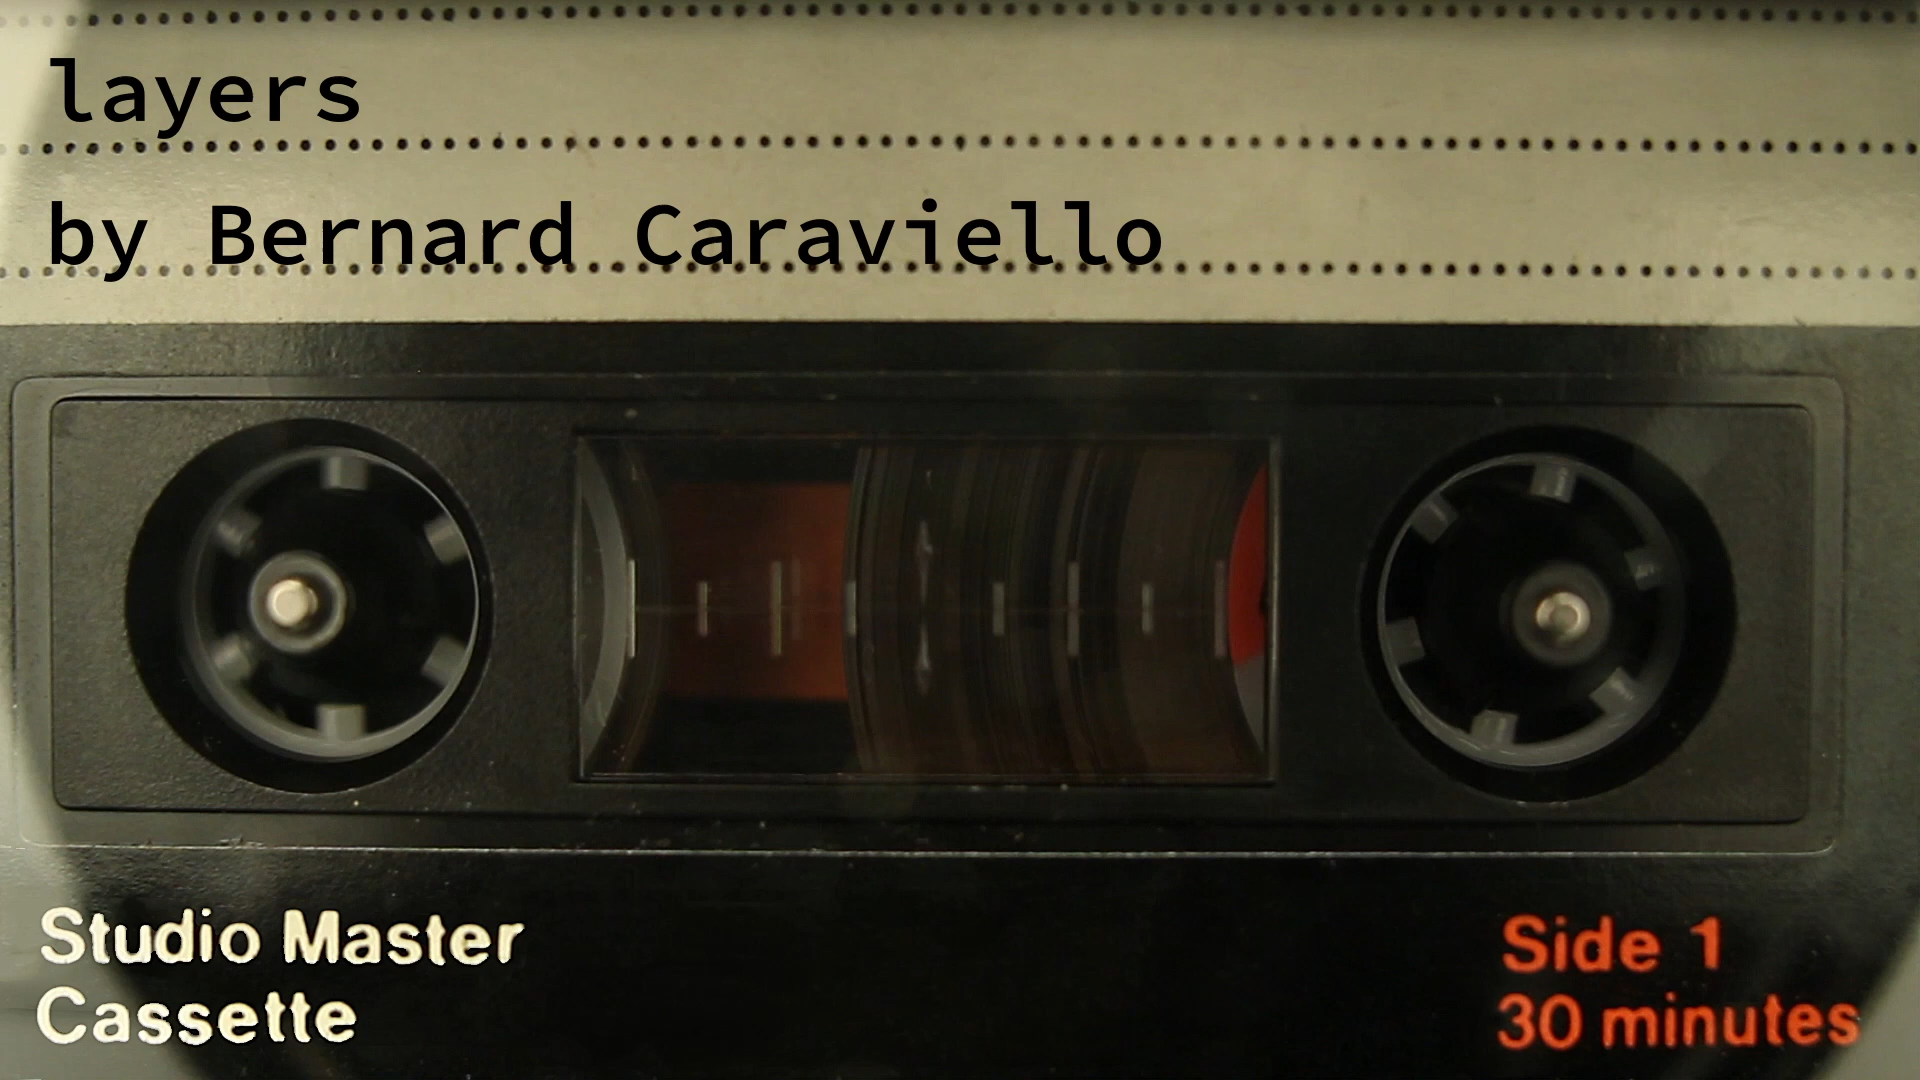 layers
by Bernard Caraviello
Studio Master
Cassette
Side 1
30 minutes